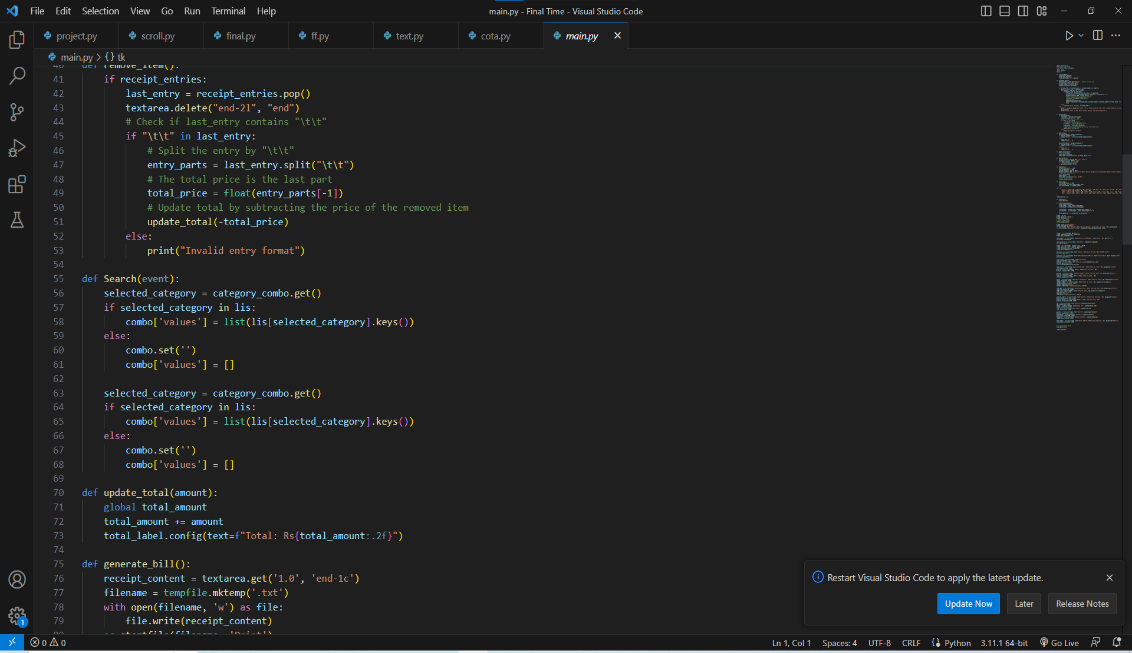 File Edit Selection View Go Run Terminal Help
main.py - Final Time - Visual Studio Code
project.py scroll.py final.py ff.py text.py cota.py main.py
main.py > {} tk
40 def remove_item():
41 if receipt_entries:
42 last_entry = receipt_entries.pop()
43 textarea.delete("end-2l", "end")
44 # Check if last_entry contains "\t\t"
45 if "\t\t" in last_entry:
46 # Split the entry by "\t\t"
47 entry_parts = last_entry.split("\t\t")
48 # The total price is the last part
49 total_price = float(entry_parts[-1])
50 # Update total by subtracting the price of the removed item
51 update_total(-total_price)
52 else:
53 print("Invalid entry format")
54
55 def Search(event):
56 selected_category = category_combo.get()
57 if selected_category in lis:
58 combo['values'] = list(lis[selected_category].keys())
59 else:
60 combo.set('')
61 combo['values'] = []
62
63 selected_category = category_combo.get()
64 if selected_category in lis:
65 combo['values'] = list(lis[selected_category].keys())
66 else:
67 combo.set('')
68 combo['values'] = []
69
70 def update_total(amount):
71 global total_amount
72 total_amount += amount
73 total_label.config(text=f"Total: Rs{total_amount:.2f}")
74
75 def generate_bill():
76 receipt_content = textarea.get('1.0', 'end-1c')
77 filename = tempfile.mktemp('.txt')
78 with open(filename, 'w') as file:
79 file.write(receipt_content)
80 os.startfile(filename, 'Print')
Restart Visual Studio Code to apply the latest update.
Update Now Later Release Notes
1
0 0 Ln 1, Col 1 Spaces: 4 UTF-8 CRLF Python 3.11.1 64-bit Go Live